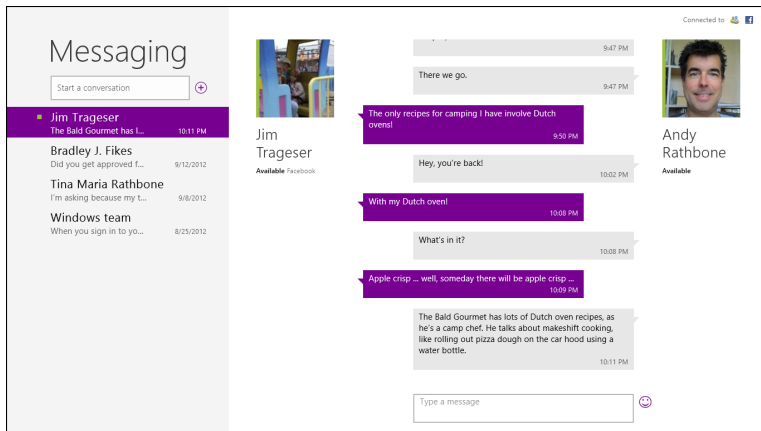 Connected to
Messaging
Start a conversation
Jim Trageser
The Bald Gourmet has l... 10:11 PM
Bradley J. Fikes
Did you get approved f... 9/12/2012
Tina Maria Rathbone
I'm asking because my t... 9/8/2012
Windows team
When you sign in to yo... 8/25/2012
Jim
Trageser
Available Facebook
9:47 PM
There we go.
9:47 PM
The only recipes for camping I have involve Dutch
ovens!
9:50 PM
Hey, you're back!
10:02 PM
With my Dutch oven!
10:08 PM
What's in it?
10:08 PM
Apple crisp ... well, someday there will be apple crisp ...
10:09 PM
The Bald Gourmet has lots of Dutch oven recipes, as
he's a camp chef. He talks about makeshift cooking,
like rolling out pizza dough on the car hood using a
water bottle.
10:11 PM
Type a message
Andy
Rathbone
Available